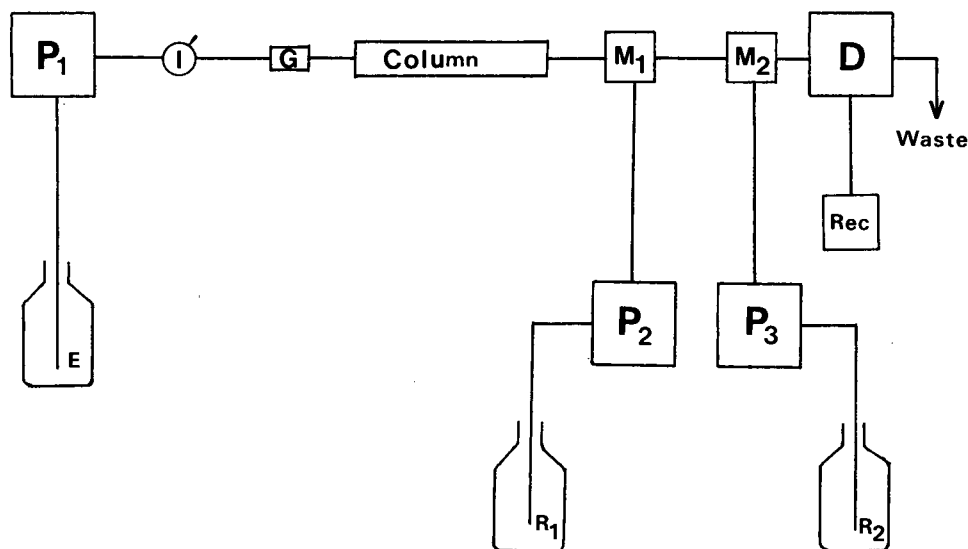 P₁
I
G
Column
M₁
M₂
D
Waste
Rec
E
P₂
P₃
R₁
R₂